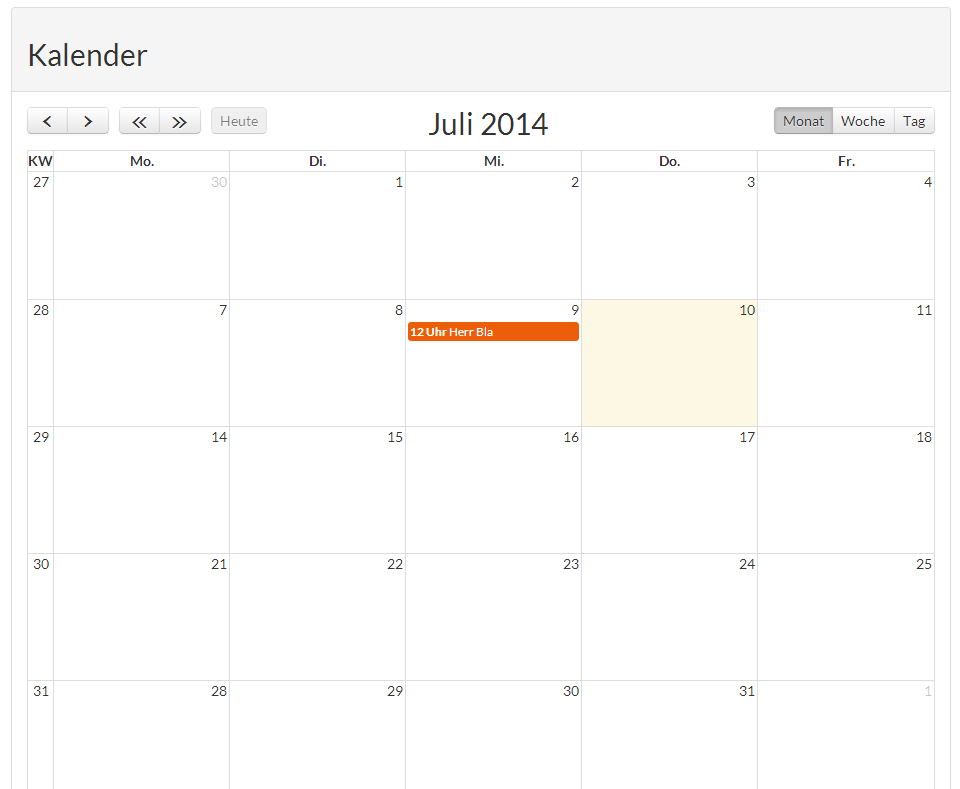 Kalender
Heute Juli 2014 Monat Woche Tag
KW Mo. Di. Mi. Do. Fr.
27 30 1 2 3 4
28 7 8 9 10 11
12 Uhr Herr Bla
29 14 15 16 17 18
30 21 22 23 24 25
31 28 29 30 31 1